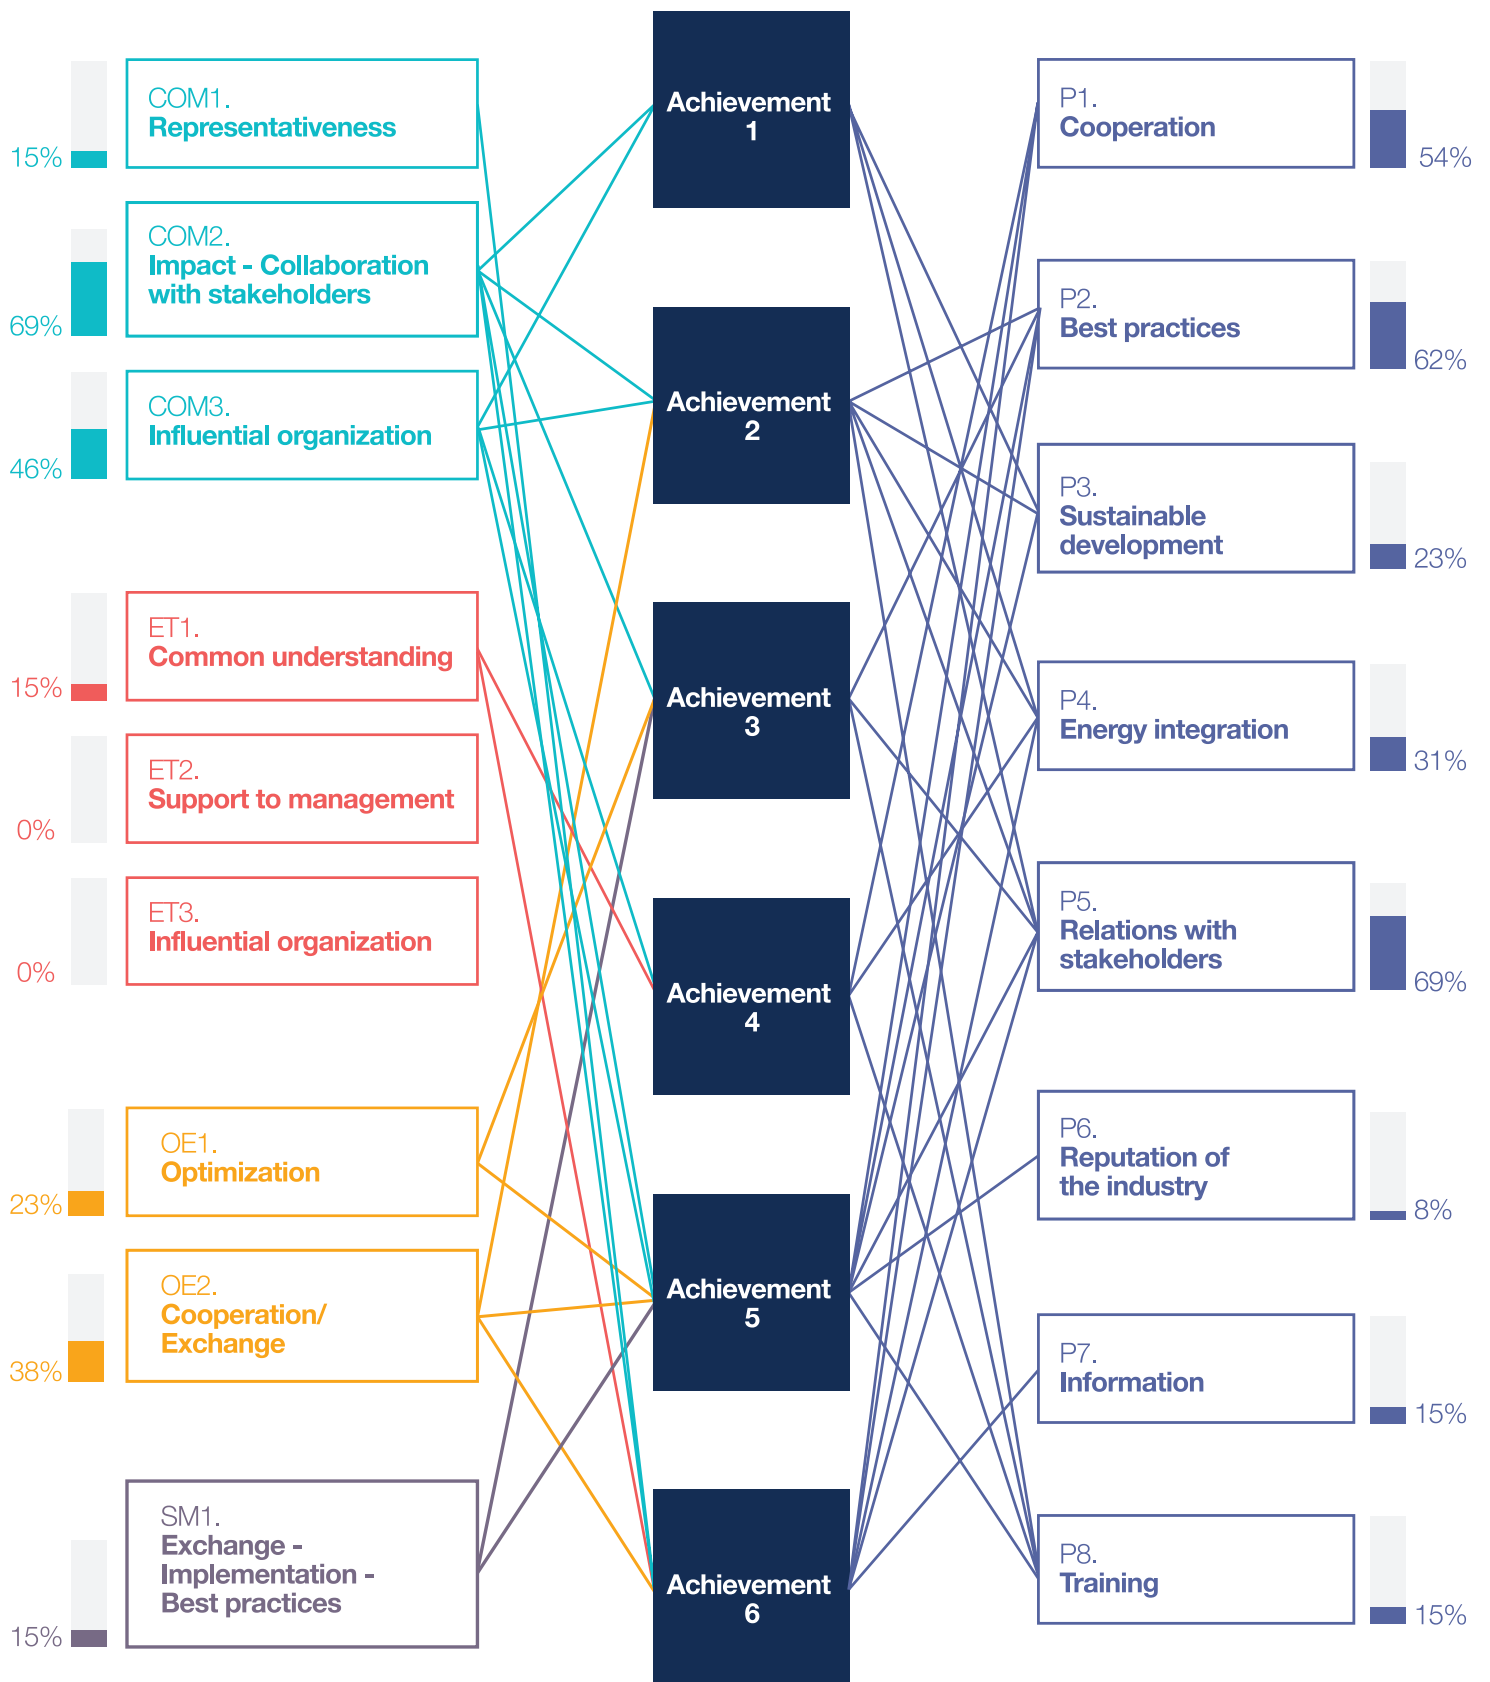 COM1.
Representativeness
15%
COM2.
Impact - Collaboration
with stakeholders
69%
COM3.
Influential organization
46%
ET1.
Common understanding
15%
ET2.
Support to management
0%
ET3.
Influential organization
0%
OE1.
Optimization
23%
OE2.
Cooperation/
Exchange
38%
SM1.
Exchange -
Implementation -
Best practices
15%
Achievement
1
Achievement
2
Achievement
3
Achievement
4
Achievement
5
Achievement
6
P1.
Cooperation
54%
P2.
Best practices
62%
P3.
Sustainable
development
23%
P4.
Energy integration
31%
P5.
Relations with
stakeholders
69%
P6.
Reputation of
the industry
8%
P7.
Information
15%
P8.
Training
15%